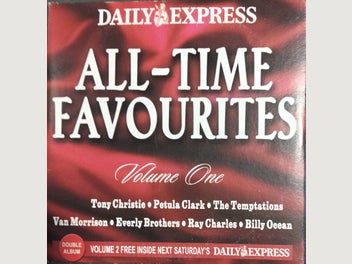 DAILY EXPRESS
ALL-TIME
FAVOURITES
Volume One
Tony Christie • Petula Clark • The Temptations
Van Morrison • Everly Brothers • Ray Charles • Billy Ocean
DOUBLE
ALBUM
VOLUME 2 FREE INSIDE NEXT SATURDAY'S DAILY EXPRESS